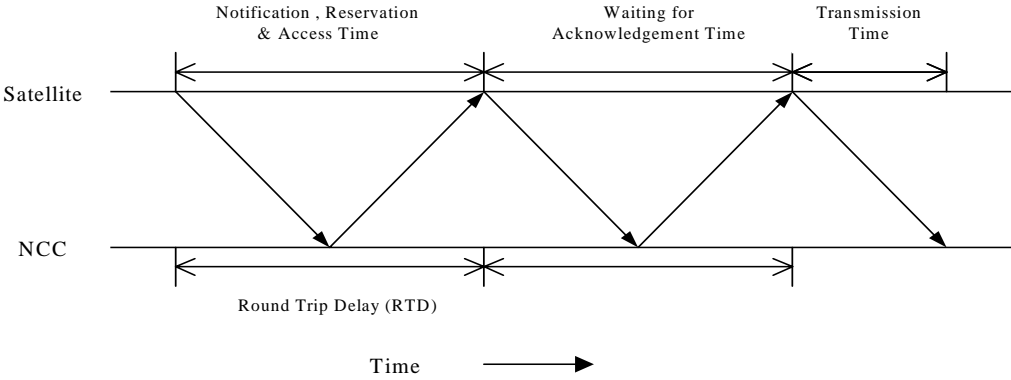 Notification , Reservation
& Access Time
Waiting for
Acknowledgement Time
Transmission
Time
Satellite
NCC
Round Trip Delay (RTD)
Time